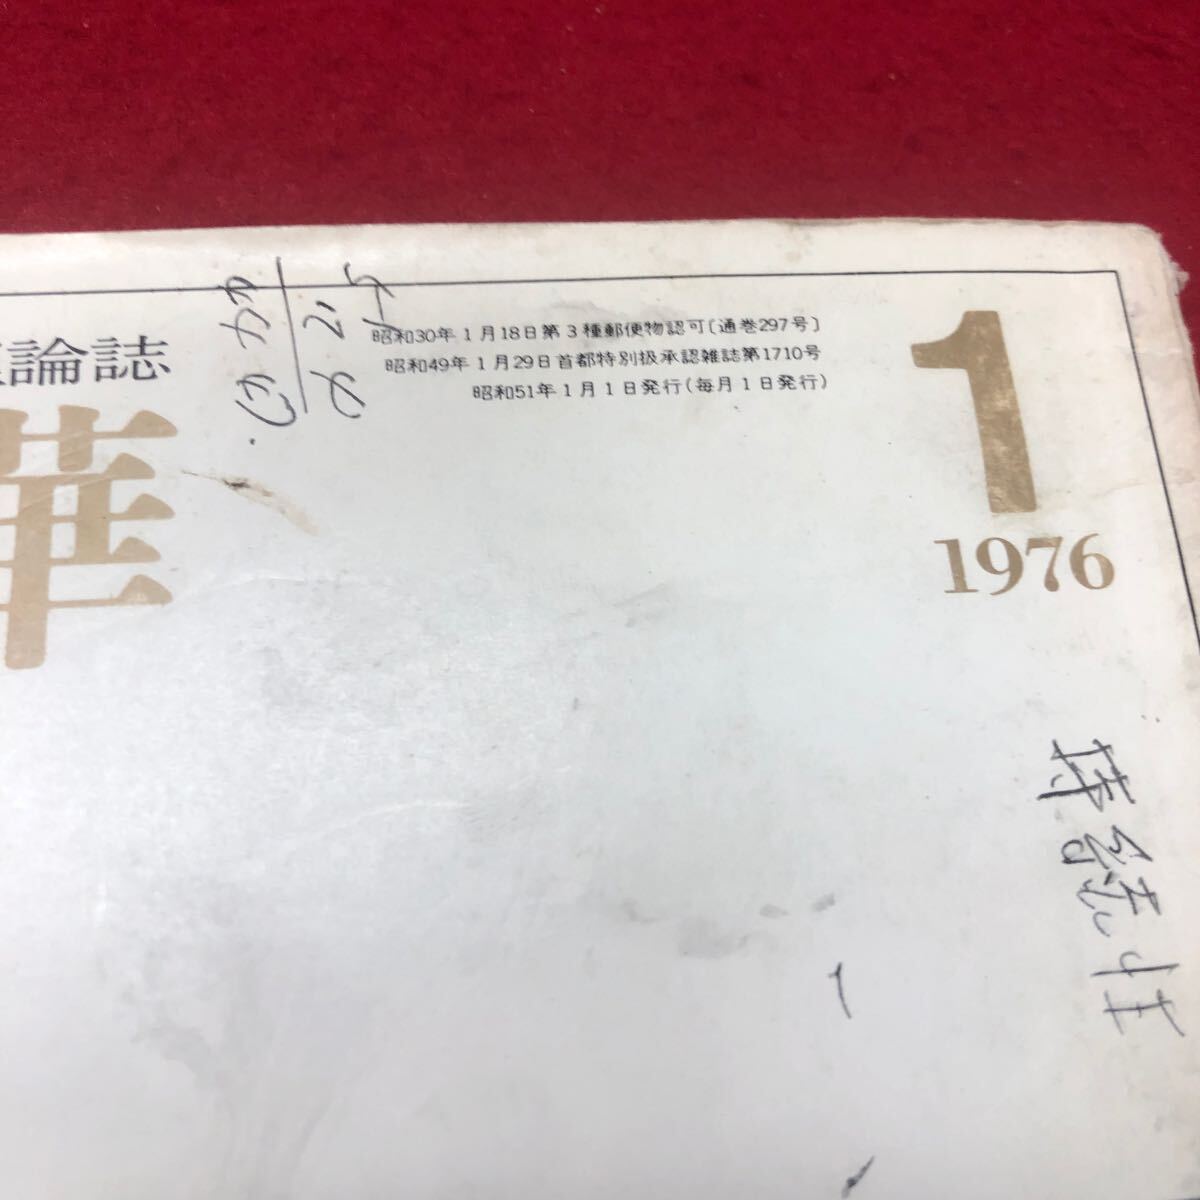 論誌
華
昭和30年1月18日第3種郵便物認可〔通巻297号〕
昭和49年1月29日首都特別扱承認雑誌第1710号
昭和51年1月1日発行(毎月1日発行)
1
1976
持続性